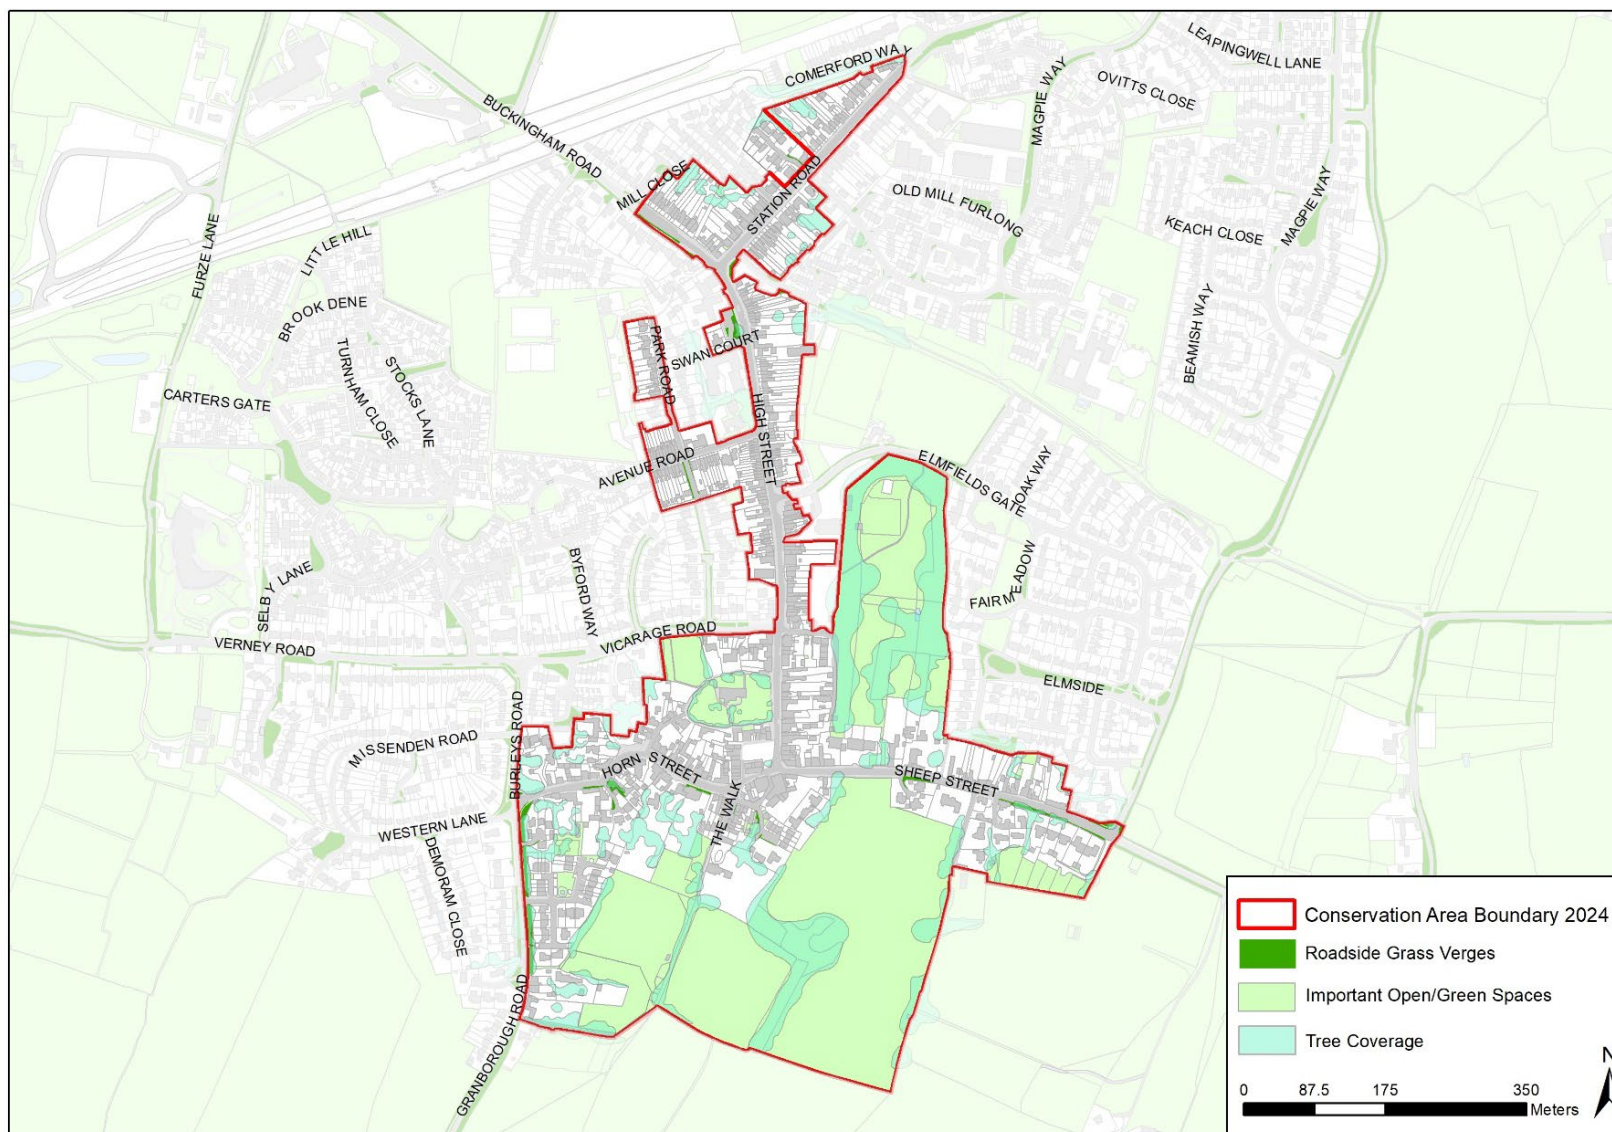 LEAPINGWELL LANE
COMERFORD WAY
OVITTS CLOSE
MAGPIE WAY
BUCKINGHAM ROAD
MILL CLOSE
STATION ROAD
OLD MILL FURLONG
KEACH CLOSE
MAGPIE WAY
FURZE LANE
LITTLE HILL
BROOK DENE
TURNHAM CLOSE
STOCKS LANE
CARTERS GATE
PARK ROAD
SWAN COURT
HIGH STREET
BEAMISH WAY
AVENUE ROAD
ELMFIELDS GATE
OAKWAY
FAIRMEADOW
SELBY LANE
BYFORD WAY
VERNEY ROAD
VICARAGE ROAD
ELMSIDE
BURLEYS ROAD
MISSENDEN ROAD
HORN STREET
SHEEP STREET
THE WALK
WESTERN LANE
DEMORAM CLOSE
GRANBOROUGH ROAD
Conservation Area Boundary 2024
Roadside Grass Verges
Important Open/Green Spaces
Tree Coverage
N
0 87.5 175 350
Meters